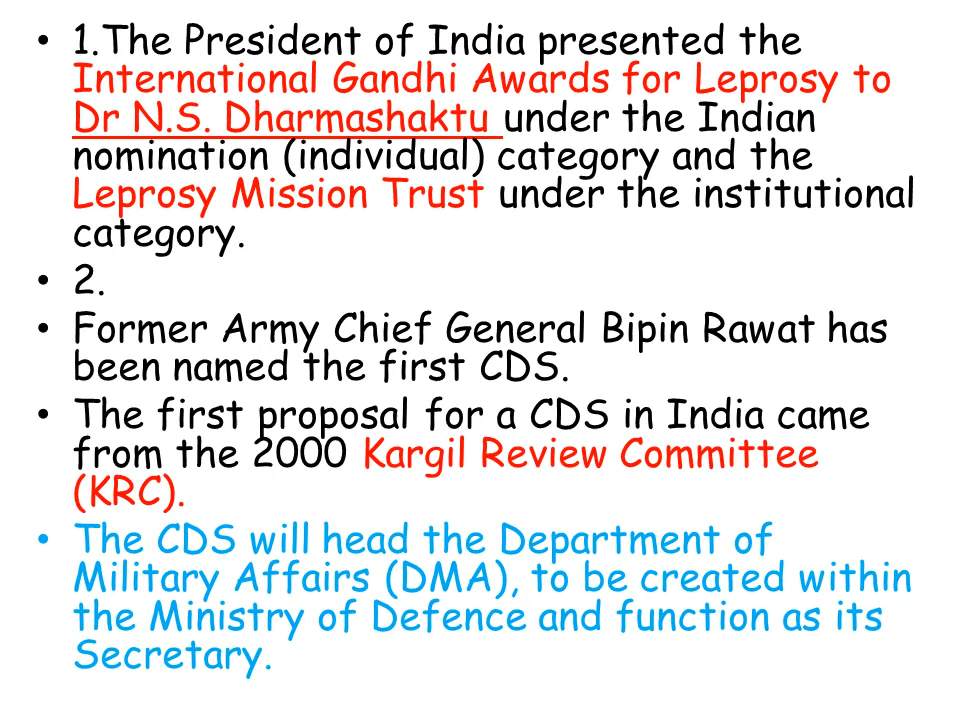 • 1.The President of India presented the
International Gandhi Awards for Leprosy to
Dr N.S. Dharmashaktu under the Indian
nomination (individual) category and the
Leprosy Mission Trust under the institutional
category.
• 2.
• Former Army Chief General Bipin Rawat has
been named the first CDS.
• The first proposal for a CDS in India came
from the 2000 Kargil Review Committee
(KRC).
• The CDS will head the Department of
Military Affairs (DMA), to be created within
the Ministry of Defence and function as its
Secretary.